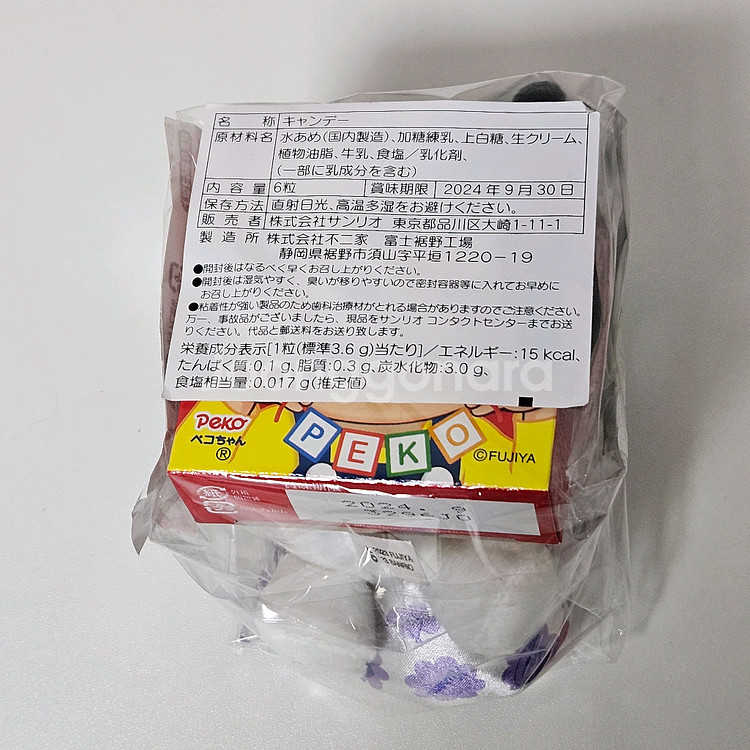 名 称 キャンデー
原材料名 水あめ(国内製造)、加糖練乳、上白糖、生クリーム、
植物油脂、牛乳、食塩／乳化剤、
(一部に乳成分を含む)
内容量 6粒 賞味期限 2024年9月30日
保存方法 直射日光、高温多湿をお避けください。
販売者 株式会社サンリオ 東京都品川区大崎1-11-1
製造所 株式会社不二家 富士裾野工場
静岡県裾野市須山字平垣1220-19
●開封後はなるべく早くお召し上がりください。
●開封後は湿気やすく、臭いが移りやすいので密封容器等に入れてお早めに
お召し上がりください。
●粘着性が強い製品のため歯科治療材がとれる場合がありますのでご注意ください。
万一、事故品がございましたら、現品をサンリオ コンタクトセンターまでお送
りください。代品と郵送料をお送り致します。
栄養成分表示[1粒(標準3.6g)当たり]／エネルギー:15kcal、
たんぱく質:0.1g、脂質:0.3g、炭水化物:3.0g、
食塩相当量:0.017g(推定値)
ggohara
PeKo
ペコちゃん
®
PEKO
©FUJIYA
2024. 9
FUJIYA